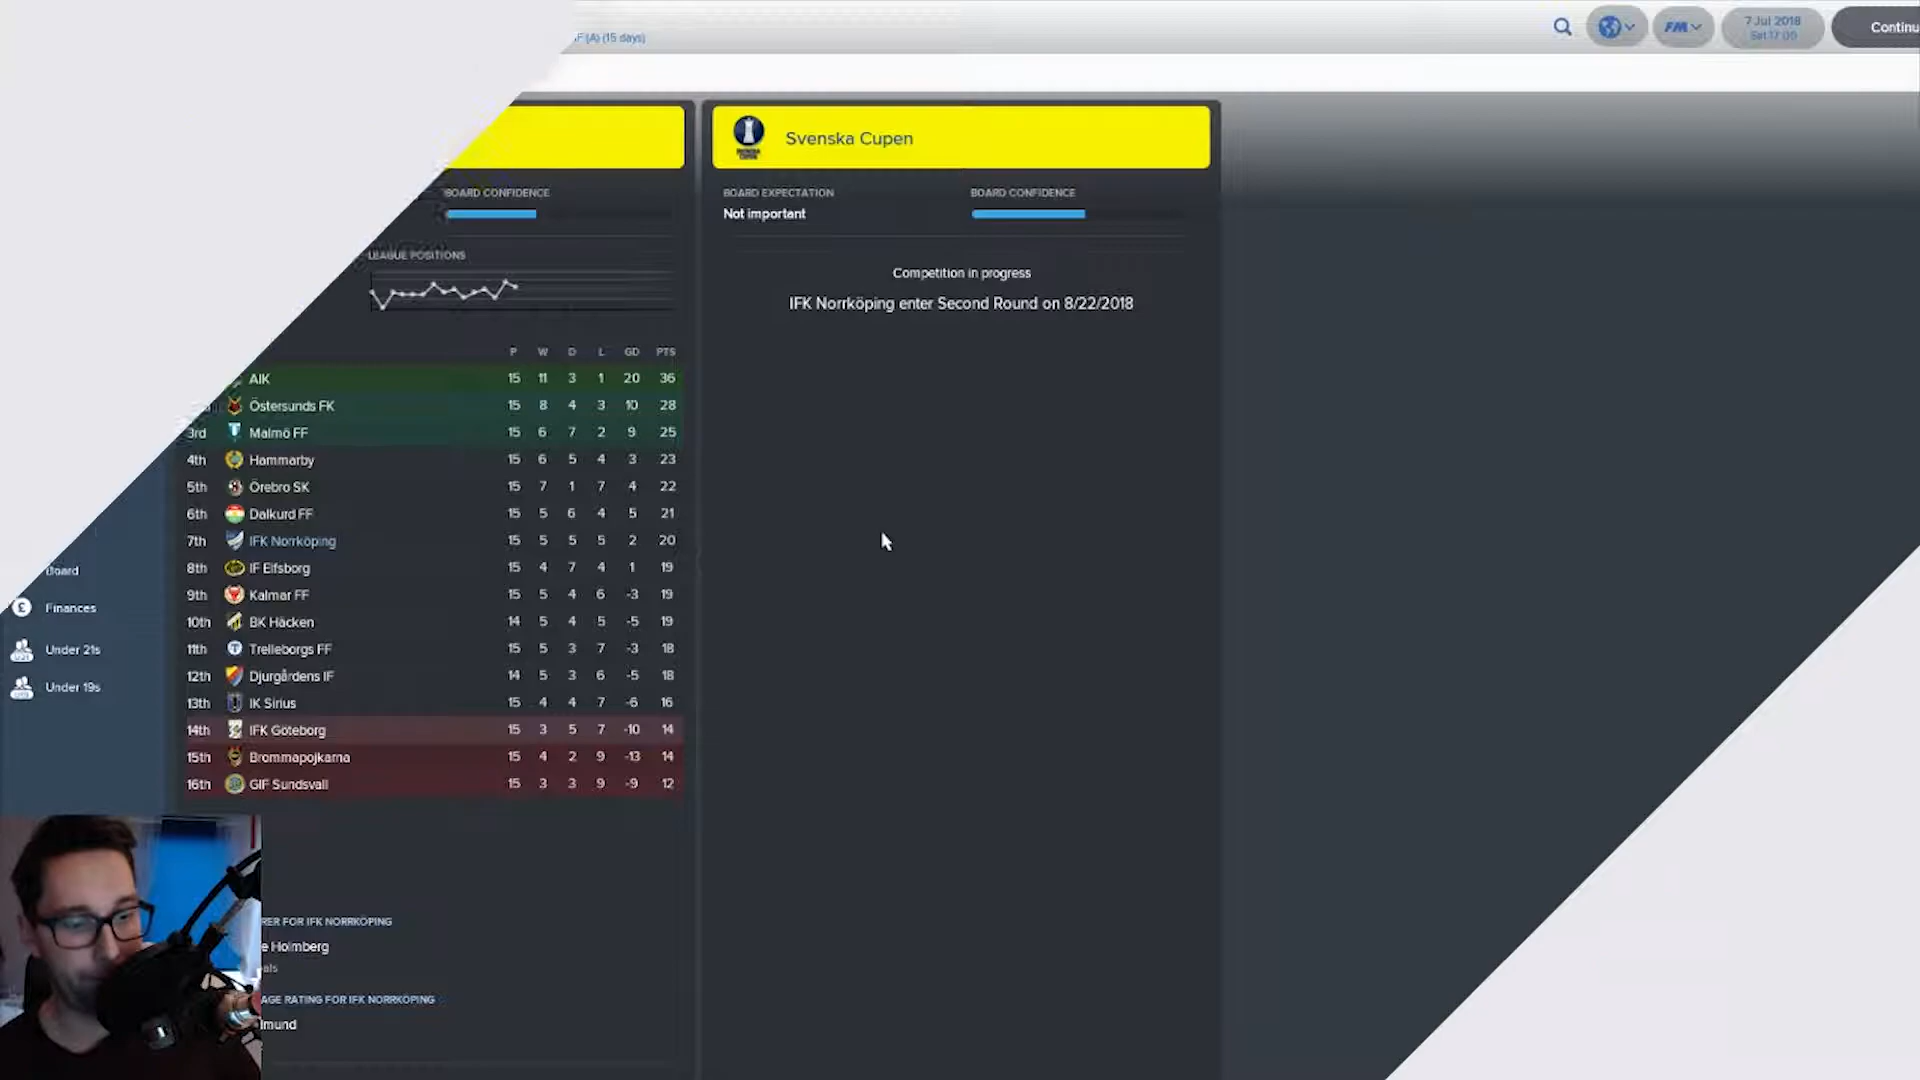 IF (A) (15 days)
FM
7 Jul 2018
Sat 17:00
Continu
Svenska Cupen
BOARD CONFIDENCE
BOARD EXPECTATION
BOARD CONFIDENCE
Not important
LEAGUE POSITIONS
Competition in progress
IFK Norrköping enter Second Round on 8/22/2018
P W D L GD PTS
AIK 15 11 3 1 20 36
Östersunds FK 15 8 4 3 10 28
3rd Malmö FF 15 6 7 2 9 25
4th Hammarby 15 6 5 4 3 23
5th Örebro SK 15 7 1 7 4 22
6th Dalkurd FF 15 5 6 4 5 21
7th IFK Norrköping 15 5 5 5 2 20
8th IF Elfsborg 15 4 7 4 1 19
9th Kalmar FF 15 5 4 6 -3 19
10th BK Häcken 14 5 4 5 -5 19
11th Trelleborgs FF 15 5 3 7 -3 18
12th Djurgårdens IF 14 5 3 6 -5 18
13th IK Sirius 15 4 4 7 -6 16
14th IFK Göteborg 15 3 5 7 -10 14
15th Brommapojkarna 15 4 2 9 -13 14
16th GIF Sundsvall 15 3 3 9 -9 12
Board
Finances
Under 21s
Under 19s
RER FOR IFK NORRKÖPING
e Holmberg
als
AGE RATING FOR IFK NORRKÖPING
lmund